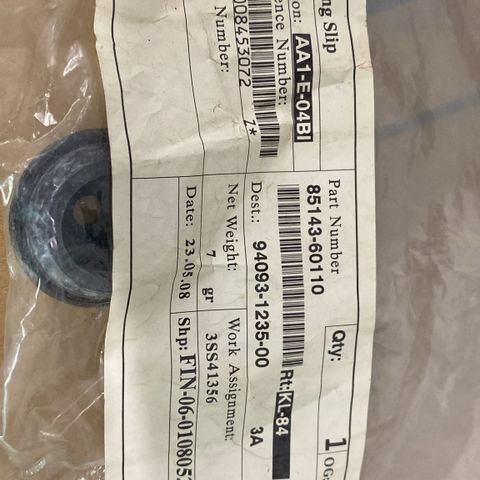 ng Slip
on: AA1-E-04BI
ence Number:
008453072 Z*
Number:
Part Number Qty: 1
85143-60110
Rt:KL-84
Dest.: 94093-1235-00 3A
Net Weight: 7 gr Work Assignment:
3SS41356
Date: 23.05.08 Shp: FIN-06-010805